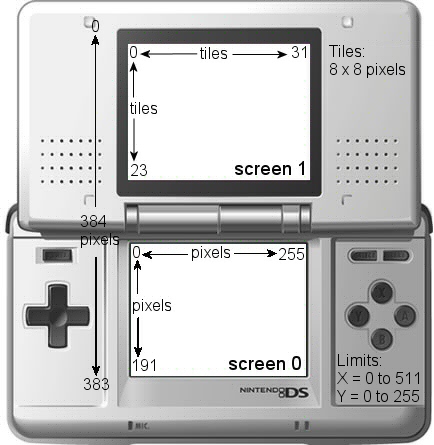 0
0 tiles 31
Tiles:
8 x 8 pixels
tiles
23
screen 1
384
pixels
0 pixels 255
pixels
X
Y
A
B
191
screen 0
Limits:
X = 0 to 511
Y = 0 to 255
383
NINTENDO DS
MIC.